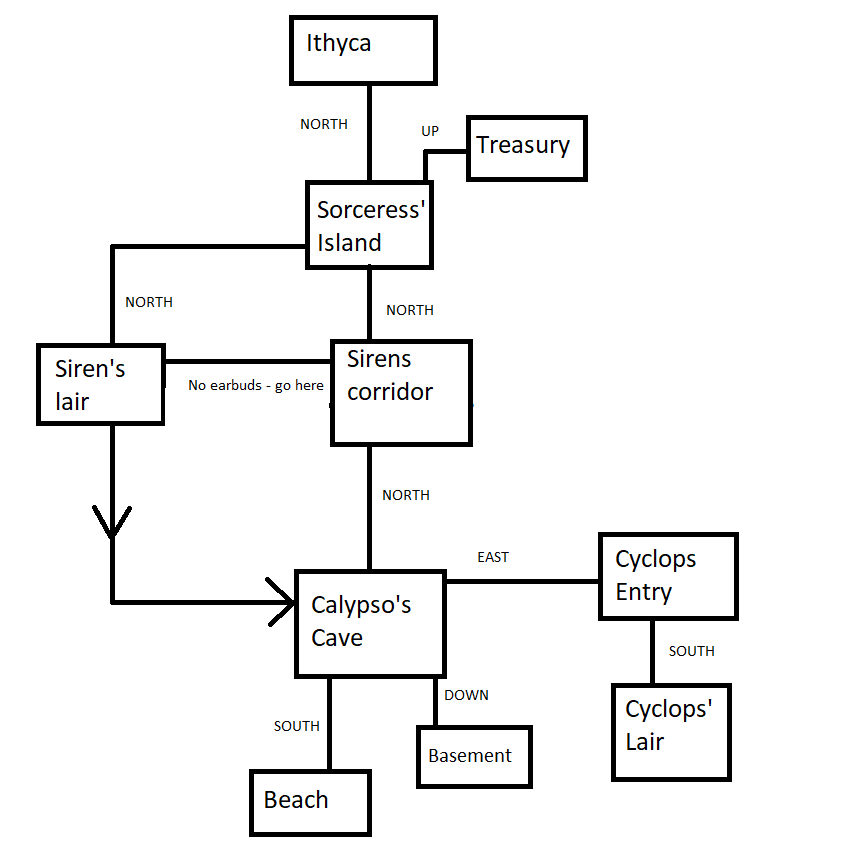 Ithyca
NORTH
UP
Treasury
Sorceress'
Island
NORTH
NORTH
Siren's
lair
No earbuds - go here
Sirens
corridor
NORTH
EAST
Cyclops
Entry
Calypso's
Cave
SOUTH
Cyclops'
Lair
DOWN
SOUTH
Basement
Beach